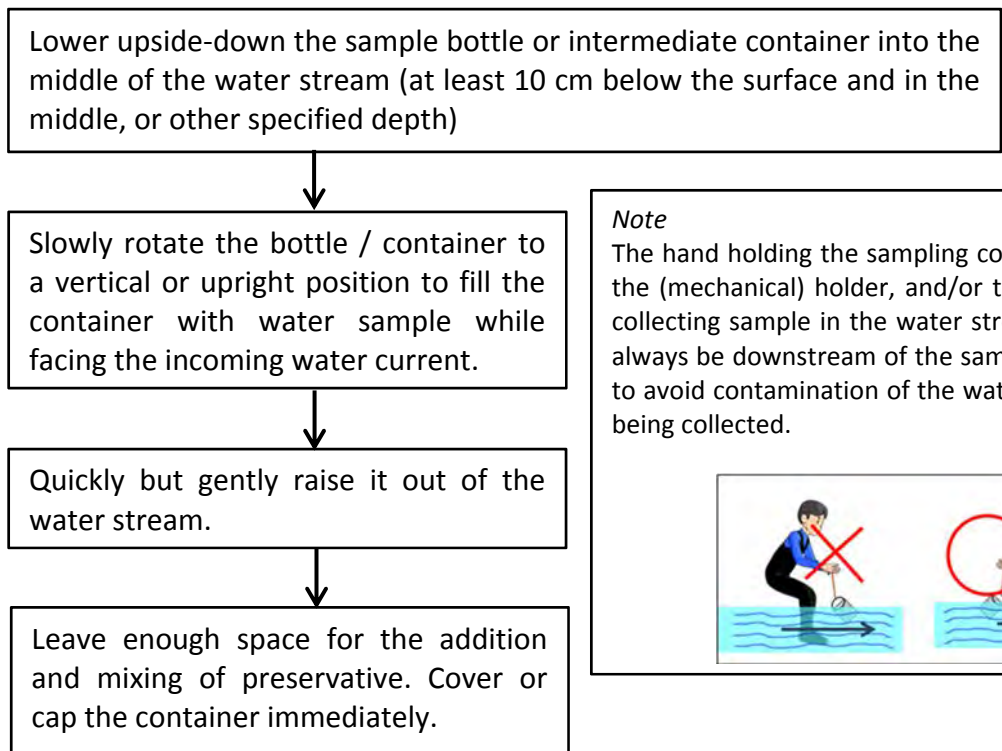 Lower upside-down the sample bottle or intermediate container into the
middle of the water stream (at least 10 cm below the surface and in the
middle, or other specified depth)
Slowly rotate the bottle / container to
a vertical or upright position to fill the
container with water sample while
facing the incoming water current.
Quickly but gently raise it out of the
water stream.
Leave enough space for the addition
and mixing of preservative. Cover or
cap the container immediately.
Note
The hand holding the sampling
the (mechanical) holder, and/or
collecting sample in the water
always be downstream of the
to avoid contamination of the
being collected.